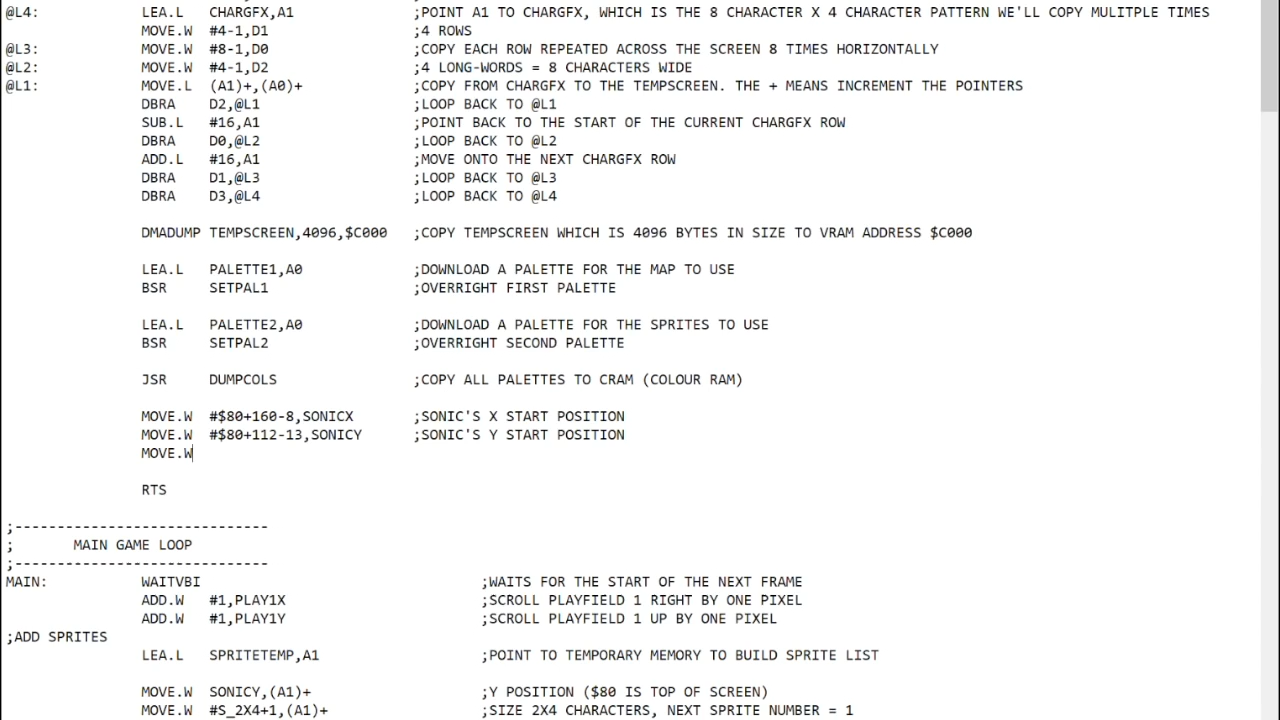 @L4: LEA.L CHARGFX,A1 ;POINT A1 TO CHARGFX, WHICH IS THE 8 CHARACTER X 4 CHARACTER PATTERN WE'LL COPY MULITPLE TIMES
MOVE.W #4-1,D1 ;4 ROWS
@L3: MOVE.W #8-1,D0 ;COPY EACH ROW REPEATED ACROSS THE SCREEN 8 TIMES HORIZONTALLY
@L2: MOVE.W #4-1,D2 ;4 LONG-WORDS = 8 CHARACTERS WIDE
@L1: MOVE.L (A1)+,(A0)+ ;COPY FROM CHARGFX TO THE TEMPSCREEN. THE + MEANS INCREMENT THE POINTERS
DBRA D2,@L1 ;LOOP BACK TO @L1
SUB.L #16,A1 ;POINT BACK TO THE START OF THE CURRENT CHARGFX ROW
DBRA D0,@L2 ;LOOP BACK TO @L2
ADD.L #16,A1 ;MOVE ONTO THE NEXT CHARGFX ROW
DBRA D1,@L3 ;LOOP BACK TO @L3
DBRA D3,@L4 ;LOOP BACK TO @L4
DMADUMP TEMPSCREEN,4096,$C000 ;COPY TEMPSCREEN WHICH IS 4096 BYTES IN SIZE TO VRAM ADDRESS $C000
LEA.L PALETTE1,A0 ;DOWNLOAD A PALETTE FOR THE MAP TO USE
BSR SETPAL1 ;OVERRIGHT FIRST PALETTE
LEA.L PALETTE2,A0 ;DOWNLOAD A PALETTE FOR THE SPRITES TO USE
BSR SETPAL2 ;OVERRIGHT SECOND PALETTE
JSR DUMPCOLS ;COPY ALL PALETTES TO CRAM (COLOUR RAM)
MOVE.W #$80+160-8,SONICX ;SONIC'S X START POSITION
MOVE.W #$80+112-13,SONICY ;SONIC'S Y START POSITION
MOVE.W
RTS
;------------------------------
; MAIN GAME LOOP
;------------------------------
MAIN: WAITVBI ;WAITS FOR THE START OF THE NEXT FRAME
ADD.W #1,PLAY1X ;SCROLL PLAYFIELD 1 RIGHT BY ONE PIXEL
ADD.W #1,PLAY1Y ;SCROLL PLAYFIELD 1 UP BY ONE PIXEL
;ADD SPRITES
LEA.L SPRITETEMP,A1 ;POINT TO TEMPORARY MEMORY TO BUILD SPRITE LIST
MOVE.W SONICY,(A1)+ ;Y POSITION ($80 IS TOP OF SCREEN)
MOVE.W #S_2X4+1,(A1)+ ;SIZE 2X4 CHARACTERS, NEXT SPRITE NUMBER = 1